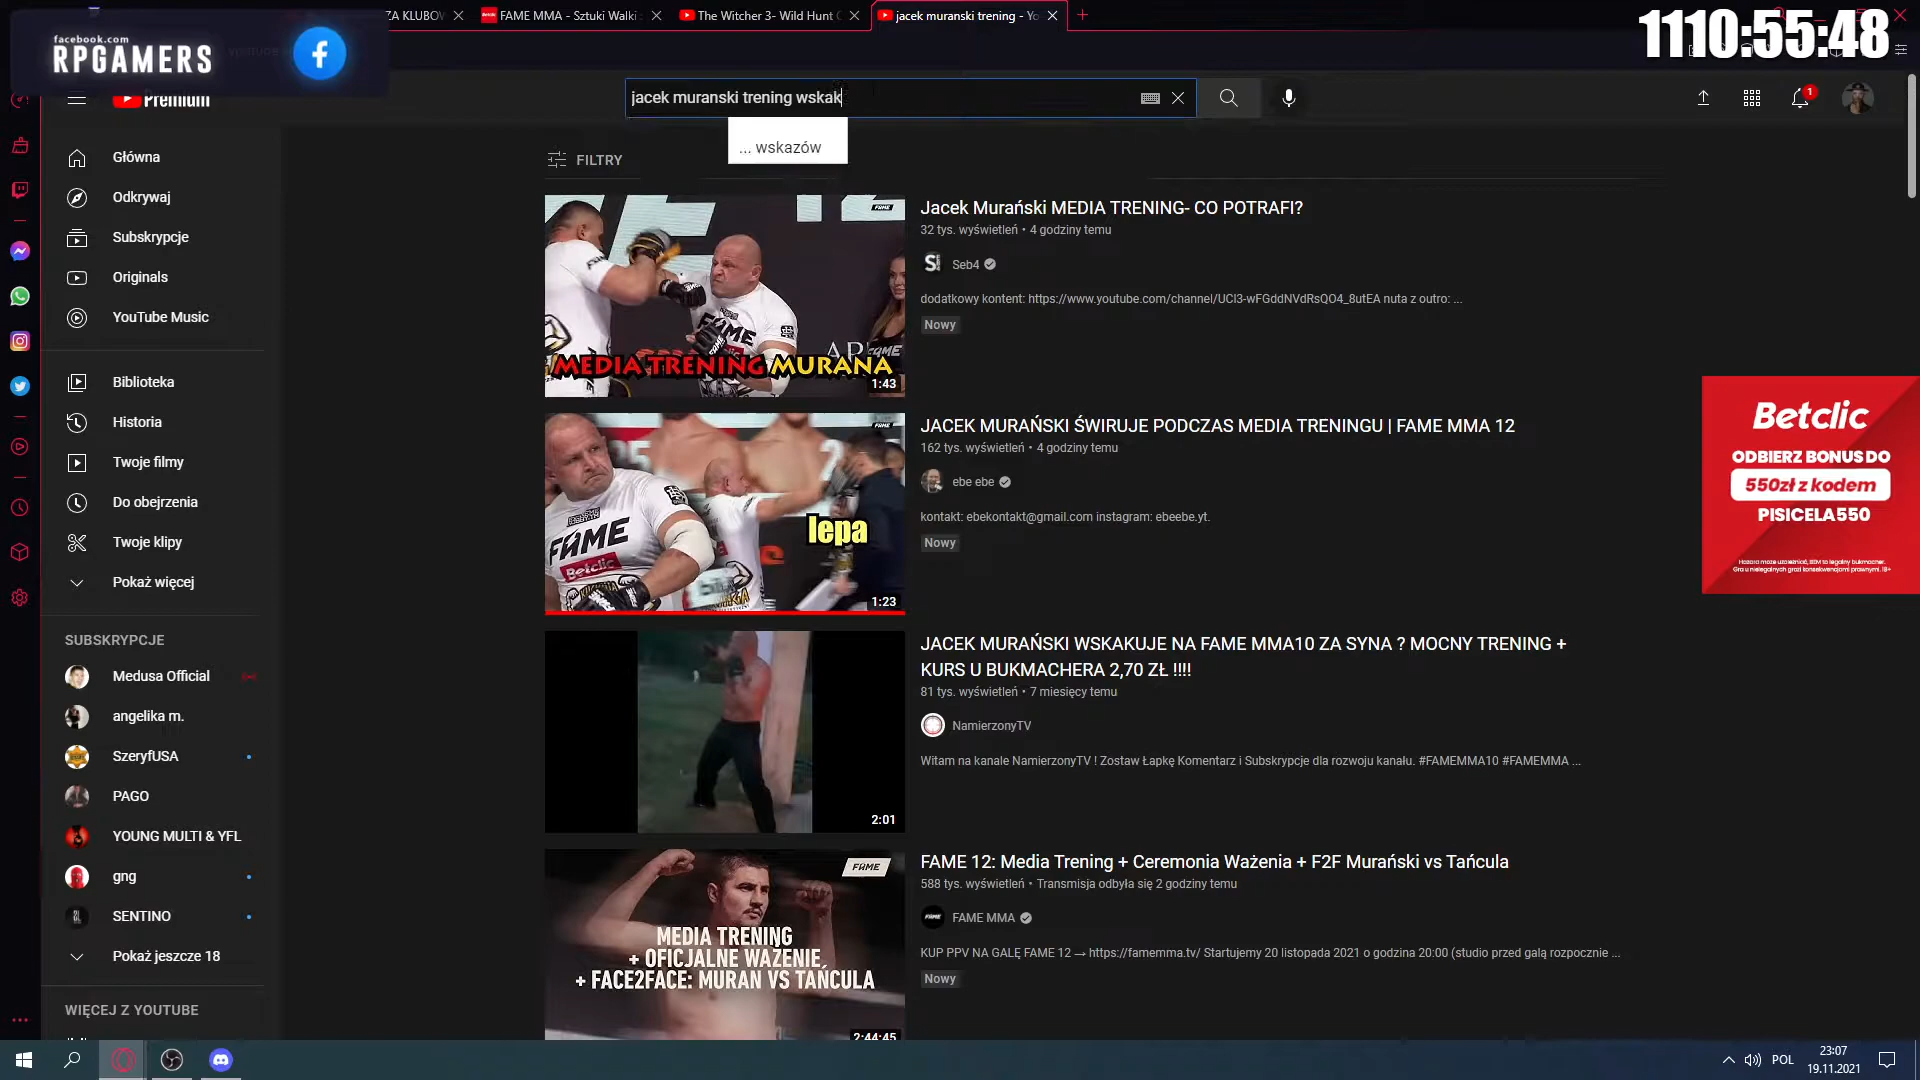 facebook.com
RPGAMERS
ZA KLUBOW
FAME MMA - Sztuki Walki
The Witcher 3- Wild Hunt
jacek muranski trening - Yo
1110:55:48
Premium
jacek muranski trening wskak
... wskazów
1
Główna
Odkrywaj
Subskrypcje
Originals
YouTube Music
Biblioteka
Historia
Twoje filmy
Do obejrzenia
Twoje klipy
Pokaż więcej
SUBSKRYPCJE
Medusa Official
angelika m.
SzeryfUSA
PAGO
YOUNG MULTI & YFL
gng
SENTINO
Pokaż jeszcze 18
WIĘCEJ Z YOUTUBE
FILTRY
MEDIA TRENING MURANA
1:43
Jacek Murański MEDIA TRENING- CO POTRAFI?
32 tys. wyświetleń • 4 godziny temu
Seb4
dodatkowy kontent: https://www.youtube.com/channel/UCI3-wFGddNVdRsQO4_8utEA nuta z outro: ...
Nowy
FAME
Betclic
lepa
1:23
JACEK MURAŃSKI ŚWIRUJE PODCZAS MEDIA TRENINGU | FAME MMA 12
162 tys. wyświetleń • 4 godziny temu
ebe ebe
kontakt: ebekontakt@gmail.com instagram: ebeebe.yt.
Nowy
2:01
JACEK MURAŃSKI WSKAKUJE NA FAME MMA10 ZA SYNA ? MOCNY TRENING +
KURS U BUKMACHERA 2,70 ZŁ !!!!
81 tys. wyświetleń • 7 miesięcy temu
NamierzonyTV
Witam na kanale NamierzonyTV ! Zostaw Łapkę Komentarz i Subskrypcje dla rozwoju kanału. #FAMEMMA10 #FAMEMMA ...
FAME
MEDIA TRENING
+ OFICJALNE WAŻENIE
+ FACE2FACE: MURAN VS TAŃCULA
2:44:45
FAME 12: Media Trening + Ceremonia Ważenia + F2F Murański vs Tańcula
588 tys. wyświetleń • Transmisja odbyła się 2 godziny temu
FAME MMA
KUP PPV NA GALĘ FAME 12 → https://famemma.tv/ Startujemy 20 listopada 2021 o godzina 20:00 (studio przed galą rozpocznie ...
Nowy
Betclic
ODBIERZ BONUS DO
550zł z kodem
PISICELA550
POL
23:07
19.11.2021